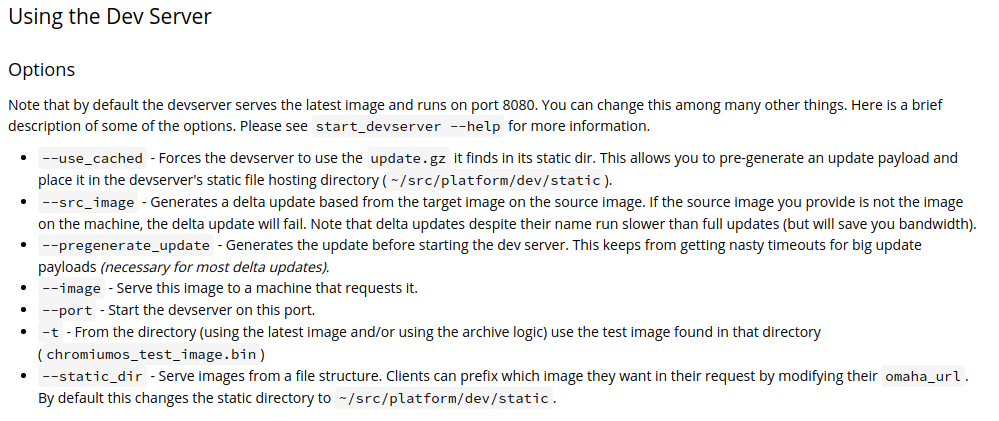 Using the Dev Server
Options
Note that by default the devserver serves the latest image and runs on port 8080. You can change this among many other things. Here is a brief
description of some of the options. Please see start_devserver --help for more information.
• --use_cached - Forces the devserver to use the update.gz it finds in its static dir. This allows you to pre-generate an update payload and
place it in the devserver's static file hosting directory ( ~/src/platform/dev/static ).
• --src_image - Generates a delta update based from the target image on the source image. If the source image you provide is not the image
on the machine, the delta update will fail. Note that delta updates despite their name run slower than full updates (but will save you bandwidth).
• --pregenerate_update - Generates the update before starting the dev server. This keeps from getting nasty timeouts for big update
payloads (necessary for most delta updates).
• --image - Serve this image to a machine that requests it.
• --port - Start the devserver on this port.
• -t - From the directory (using the latest image and/or using the archive logic) use the test image found in that directory
( chromiumos_test_image.bin )
• --static_dir - Serve images from a file structure. Clients can prefix which image they want in their request by modifying their omaha_url .
By default this changes the static directory to ~/src/platform/dev/static .